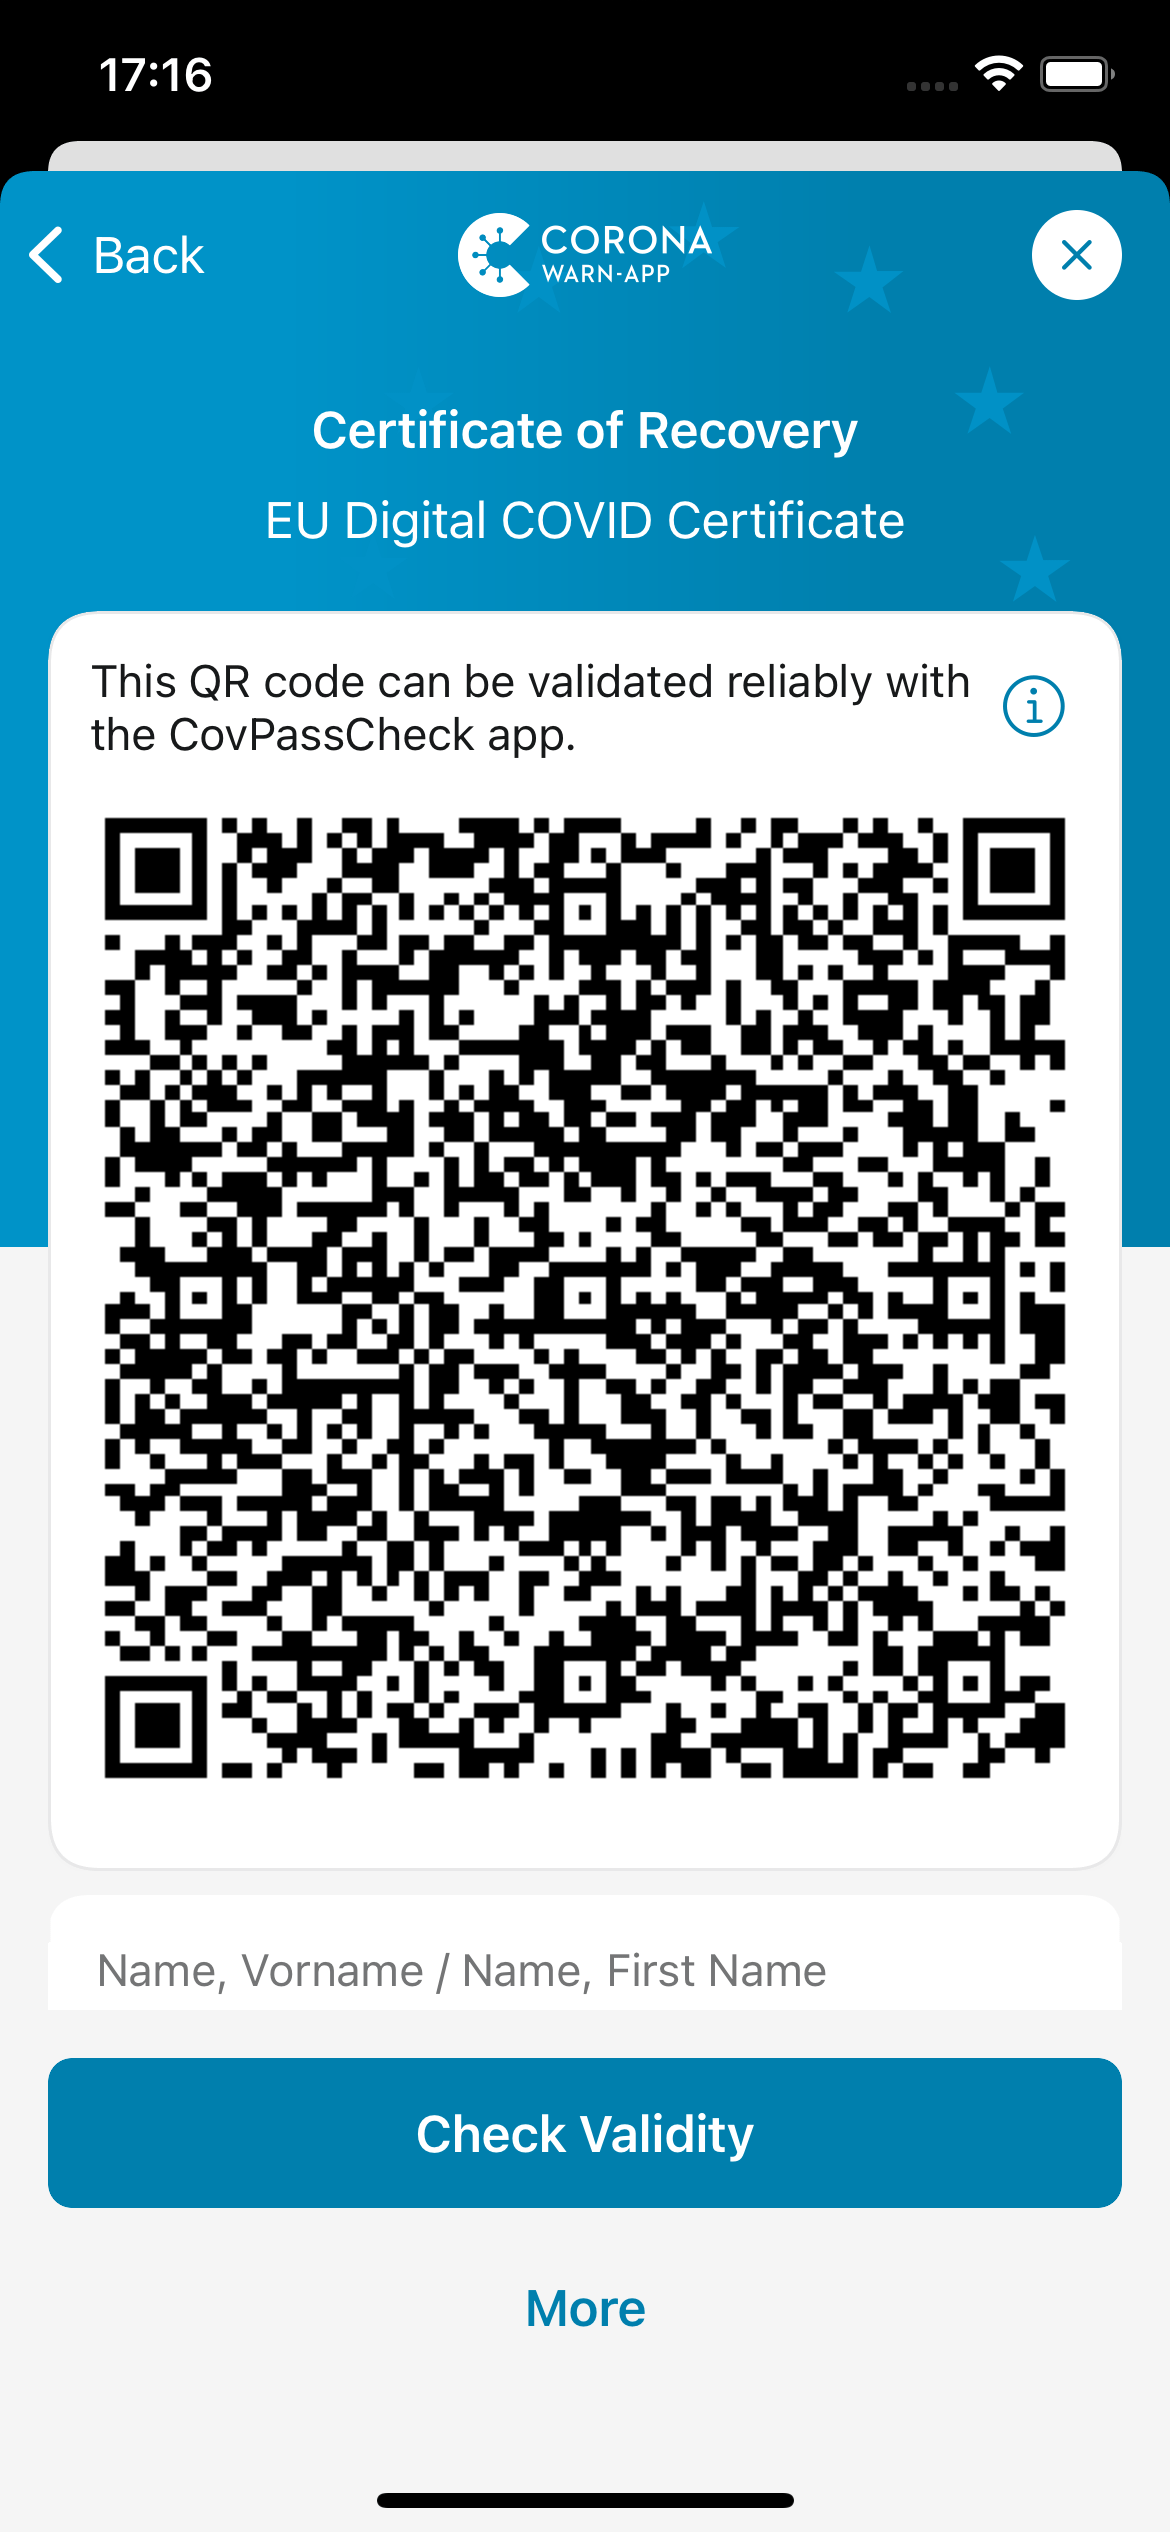 17:16
Back
CORONA
WARN-APP
Certificate of Recovery
EU Digital COVID Certificate
This QR code can be validated reliably with
the CovPassCheck app.
Name, Vorname / Name, First Name
Check Validity
More